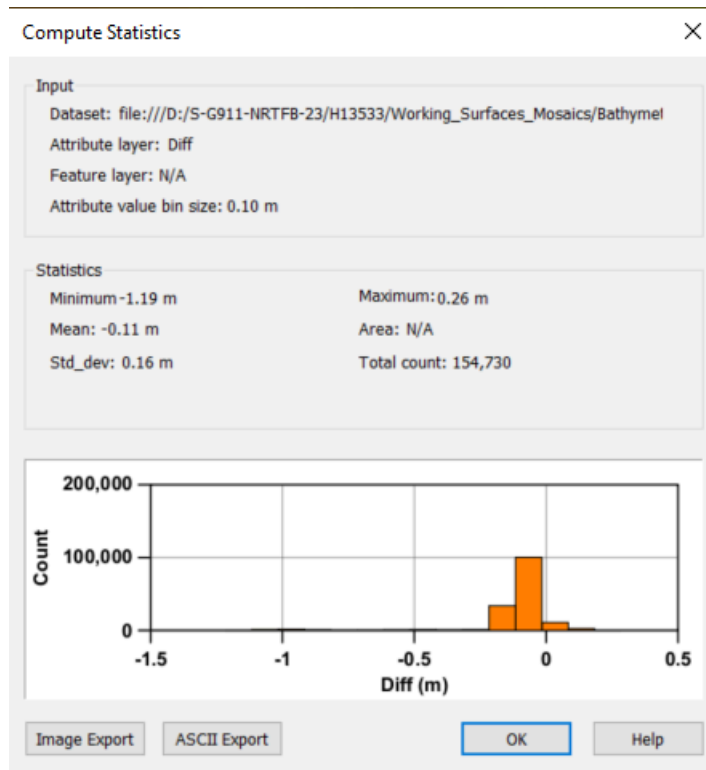 Compute Statistics
Input
Dataset: file:///D:/S-G911-NRTFB-23/H13533/Working_Surfaces_Mosaics/Bathymet
Attribute layer: Diff
Feature layer: N/A
Attribute value bin size: 0.10 m
Statistics
Minimum -1.19 m
Maximum: 0.26 m
Mean: -0.11 m
Area: N/A
Std_dev: 0.16 m
Total count: 154,730
200,000
100,000
0
Count
-1.5 -1 -0.5 0 0.5
Diff (m)
Image Export
ASCII Export
OK
Help